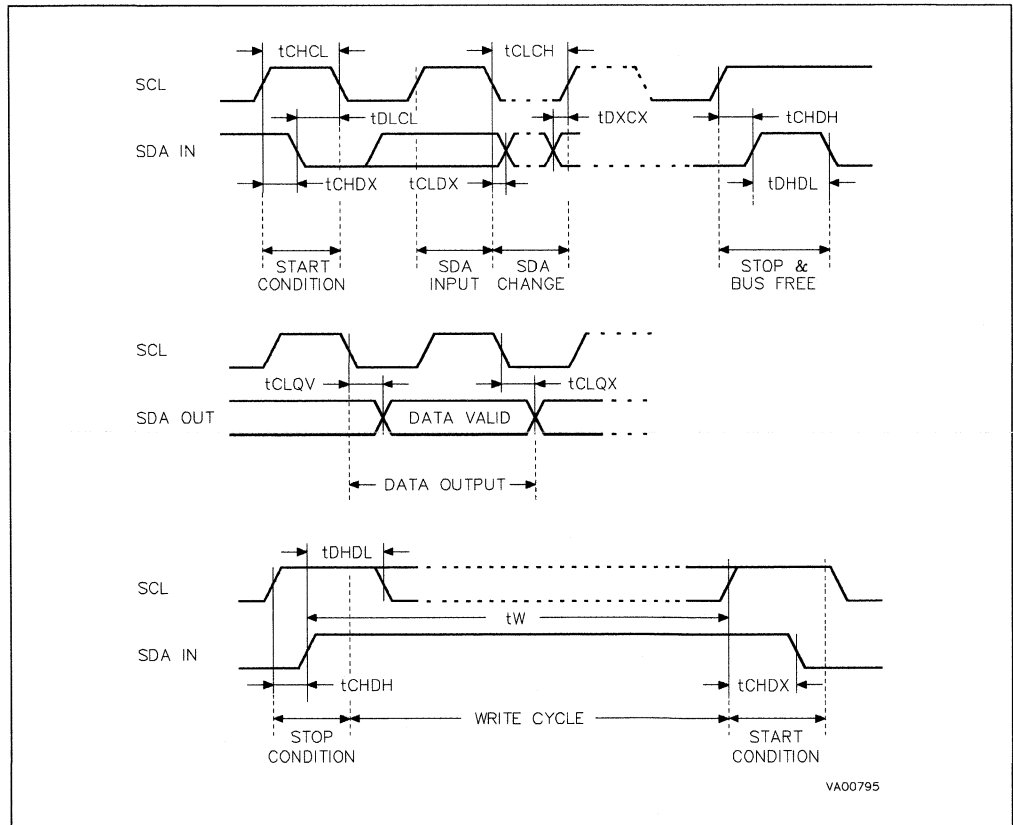 tCHCL
tCLCH
SCL
tDLCL
tDXCX
tCHDH
SDA IN
tCHDX
tCLDX
tDHDL
START
CONDITION
SDA
INPUT
SDA
CHANGE
STOP &
BUS FREE
SCL
tCLQV
tCLQX
SDA OUT
DATA VALID
DATA OUTPUT
tDHDL
SCL
tW
SDA IN
tCHDH
tCHDX
WRITE CYCLE
STOP
CONDITION
START
CONDITION
VA00795